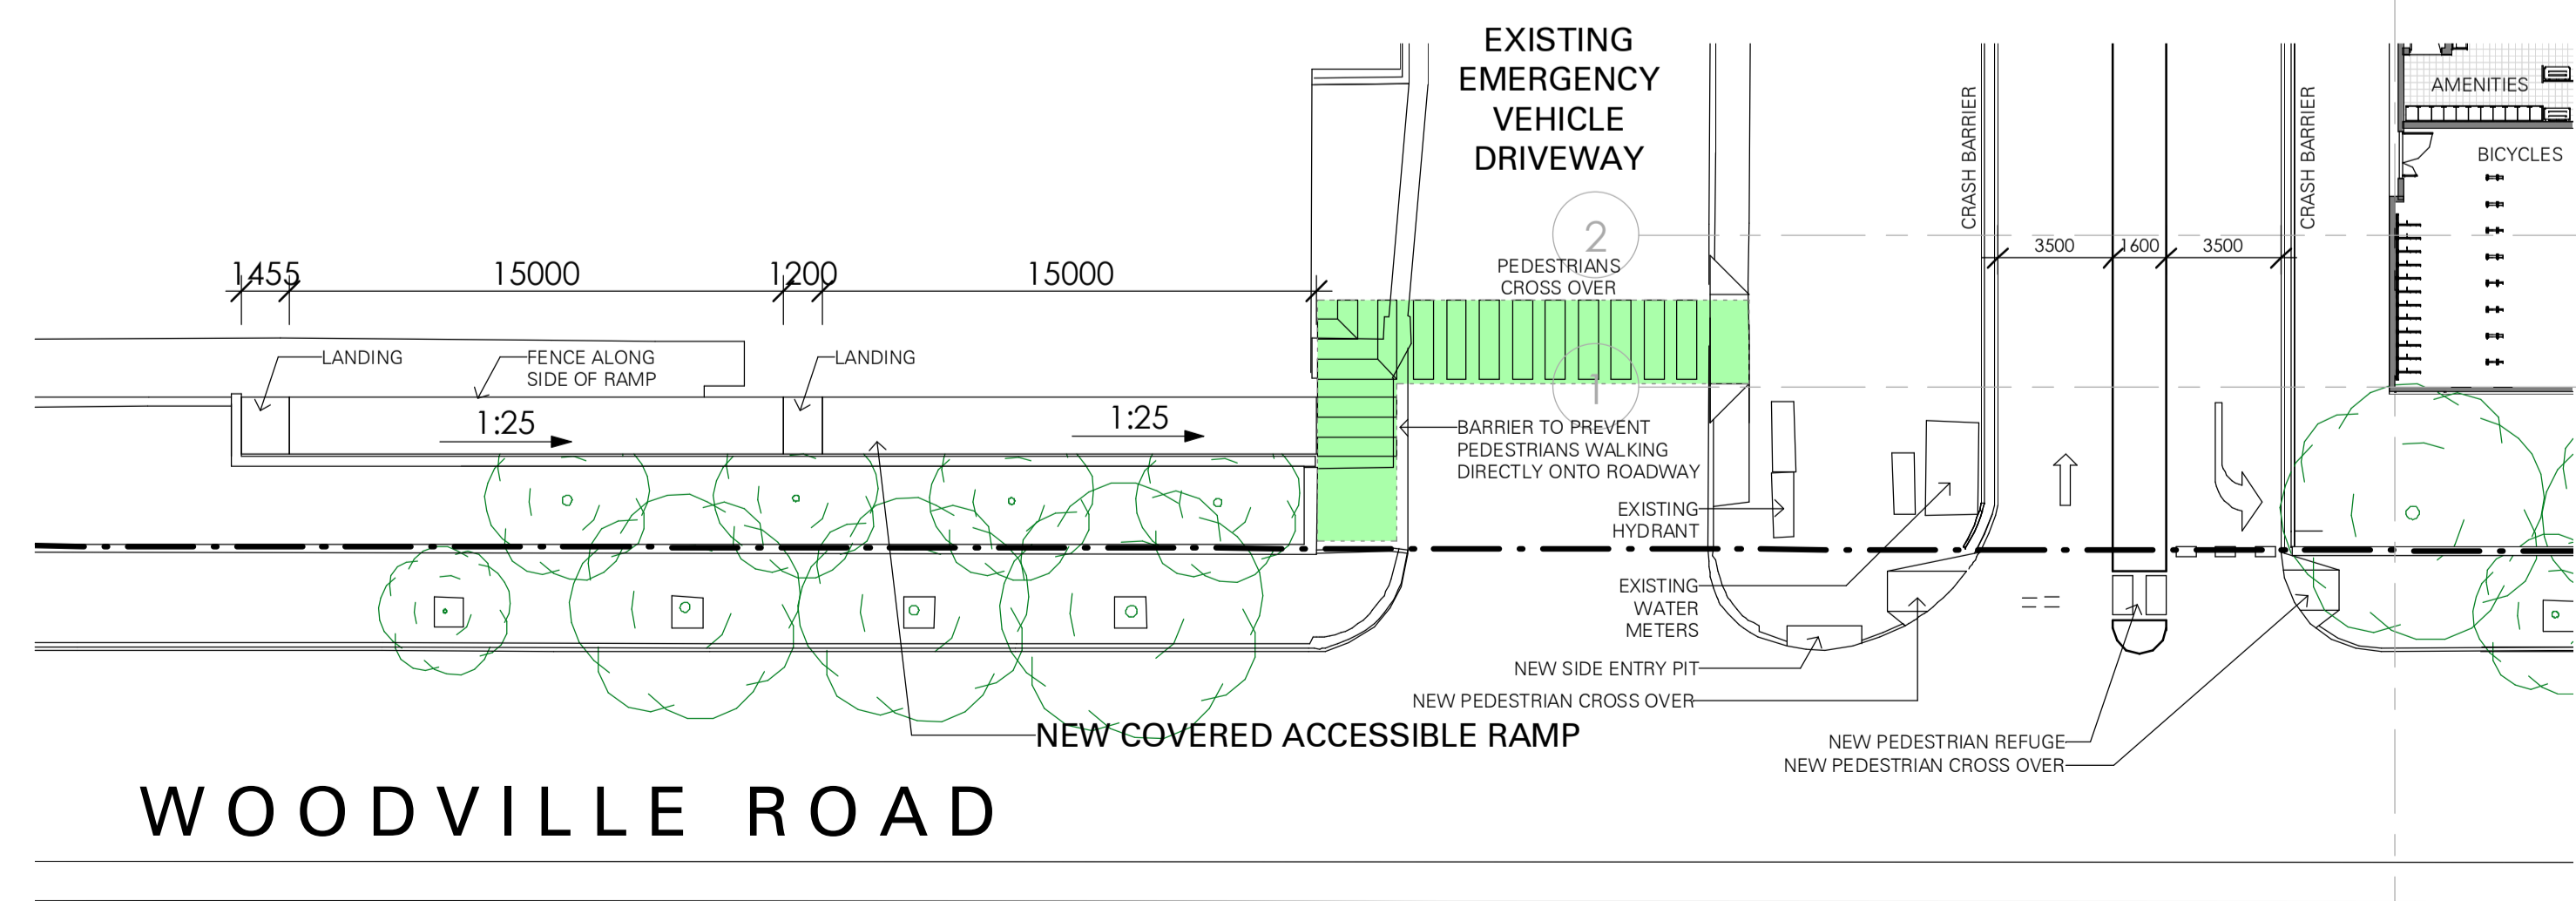 EXISTING
EMERGENCY
VEHICLE
DRIVEWAY
CRASH BARRIER
CRASH BARRIER
AMENITIES
BICYCLES
2
PEDESTRIANS
CROSS OVER
3500
1600
3500
1455
15000
1200
15000
LANDING
FENCE ALONG
SIDE OF RAMP
LANDING
1:25
1:25
1
BARRIER TO PREVENT
PEDESTRIANS WALKING
DIRECTLY ONTO ROADWAY
EXISTING
HYDRANT
EXISTING
WATER
METERS
NEW SIDE ENTRY PIT
NEW PEDESTRIAN CROSS OVER
NEW COVERED ACCESSIBLE RAMP
NEW PEDESTRIAN REFUGE
NEW PEDESTRIAN CROSS OVER
WOODVILLE ROAD